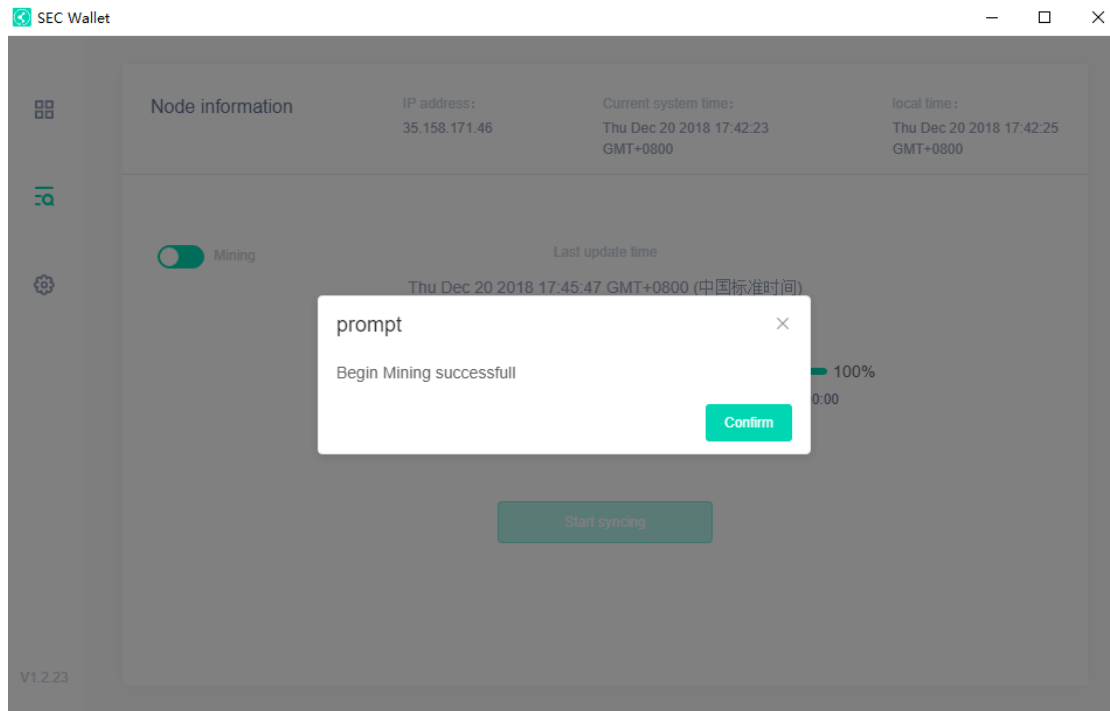 SEC Wallet
Node information
IP address:
35.158.171.46
Current system time:
Thu Dec 20 2018 17:42:23
GMT+0800
local time:
Thu Dec 20 2018 17:42:25
GMT+0800
Mining
Last update time
Thu Dec 20 2018 17:45:47 GMT+0800 (中国标准时间)
prompt
Begin Mining successfull
100%
0:00
Confirm
Start syncing
V1.2.23